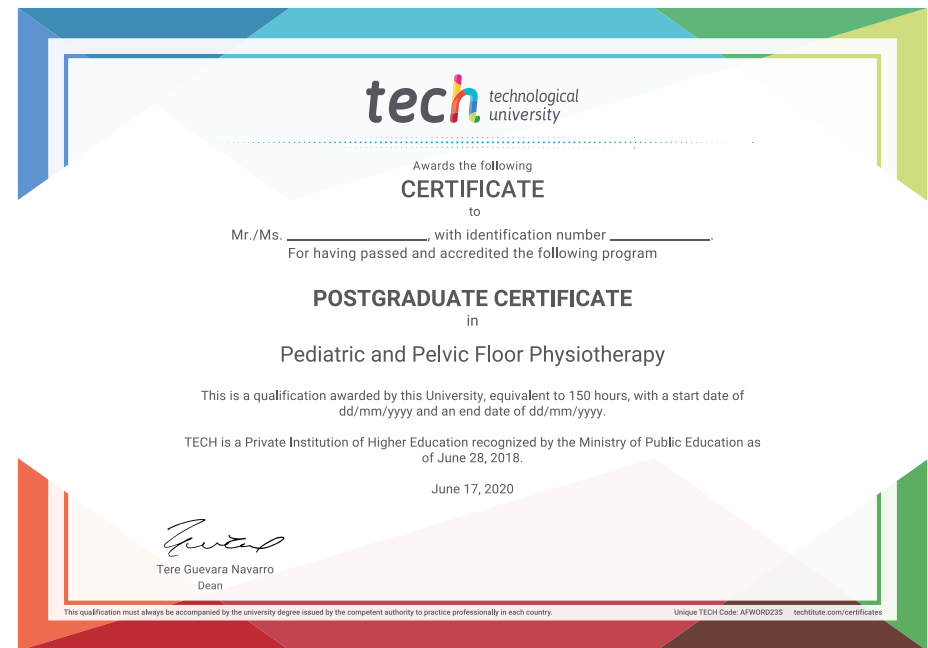 tech technological
university
Awards the following
CERTIFICATE
to
Mr./Ms. ____________, with identification number ____________.
For having passed and accredited the following program
POSTGRADUATE CERTIFICATE
in
Pediatric and Pelvic Floor Physiotherapy
This is a qualification awarded by this University, equivalent to 150 hours, with a start date of
dd/mm/yyyy and an end date of dd/mm/yyyy.
TECH is a Private Institution of Higher Education recognized by the Ministry of Public Education as
of June 28, 2018.
June 17, 2020
Tere Guevara Navarro
Dean
This qualification must always be accompanied by the university degree issued by the competent authority to practice professionally in each country.
Unique TECH Code: AFWORD23S techtitute.com/certificates